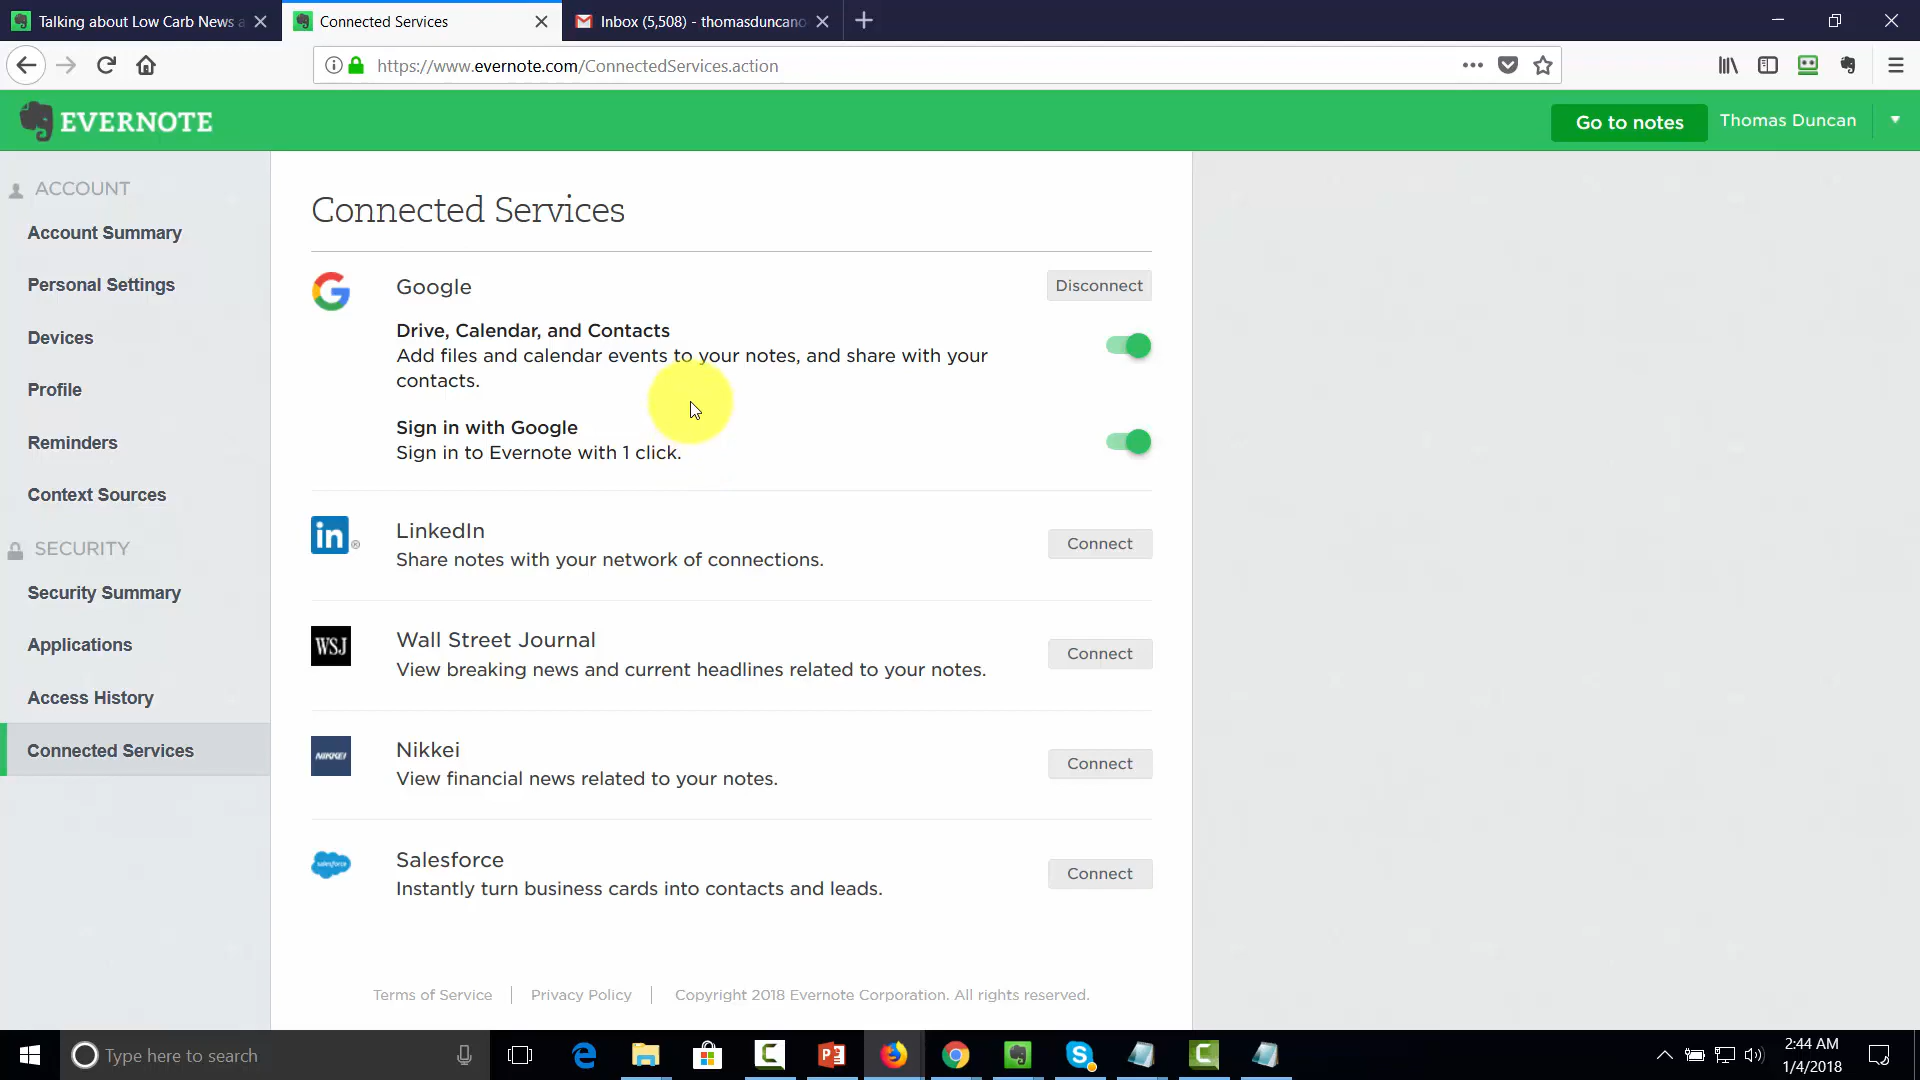 Talking about Low Carb News a
Connected Services
Inbox (5,508) - thomasduncano
https://www.evernote.com/ConnectedServices.action
EVERNOTE
Go to notes
Thomas Duncan
ACCOUNT
Account Summary
Personal Settings
Devices
Profile
Reminders
Context Sources
SECURITY
Security Summary
Applications
Access History
Connected Services
Connected Services
Google
Disconnect
Drive, Calendar, and Contacts
Add files and calendar events to your notes, and share with your
contacts.
Sign in with Google
Sign in to Evernote with 1 click.
in
LinkedIn
Share notes with your network of connections.
Connect
WSJ
Wall Street Journal
View breaking news and current headlines related to your notes.
Connect
NIKKEI
Nikkei
View financial news related to your notes.
Connect
salesforce
Salesforce
Instantly turn business cards into contacts and leads.
Connect
Terms of Service
Privacy Policy
Copyright 2018 Evernote Corporation. All rights reserved.
Type here to search
2:44 AM
1/4/2018